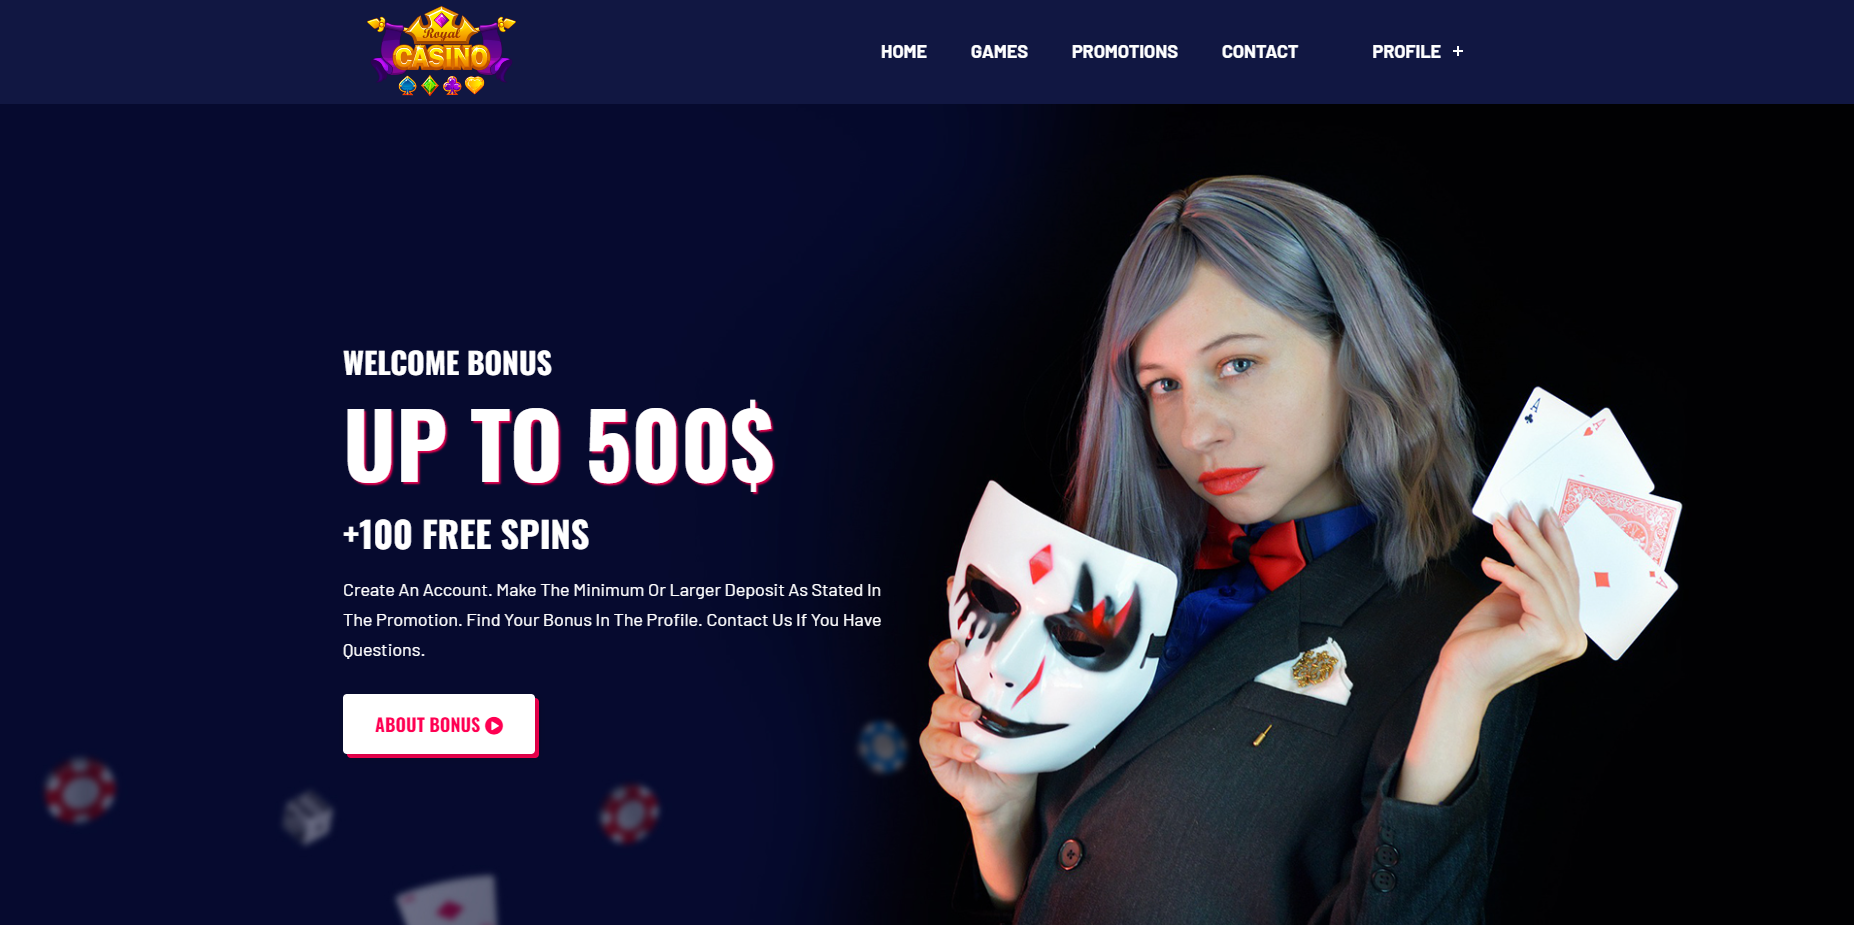 Royal
CASINO
HOME GAMES PROMOTIONS CONTACT PROFILE +
WELCOME BONUS
UP TO 500$
+100 FREE SPINS
Create An Account. Make The Minimum Or Larger Deposit As Stated In
The Promotion. Find Your Bonus In The Profile. Contact Us If You Have
Questions.
ABOUT BONUS
A
A
A